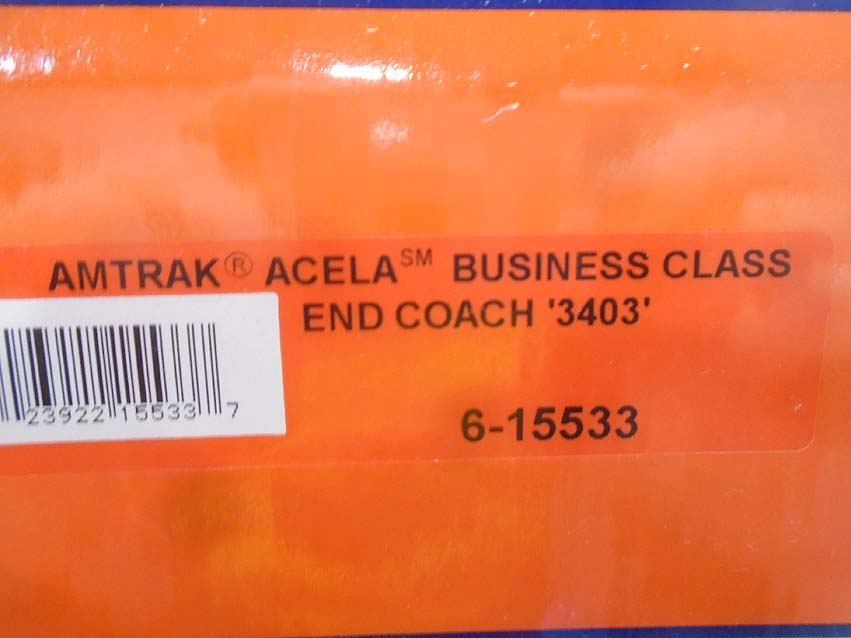 AMTRAK® ACELA℠ BUSINESS CLASS
END COACH '3403'
23922 15533 7
6-15533